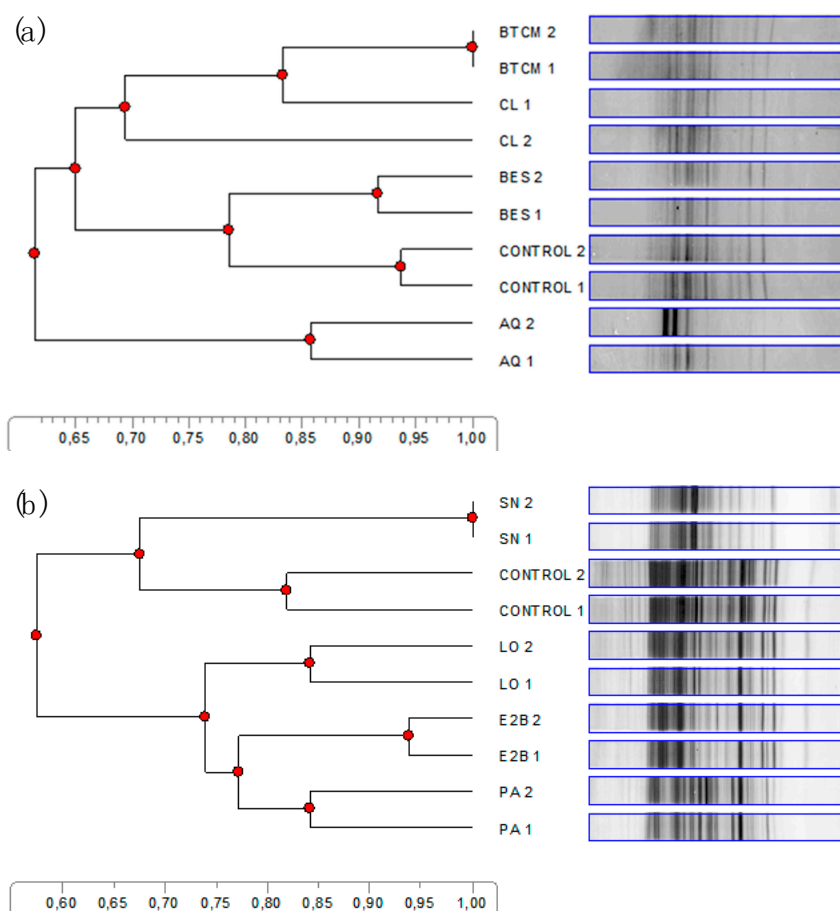 (a)
BTCM 2
BTCM 1
CL 1
CL 2
BES 2
BES 1
CONTROL 2
CONTROL 1
AQ 2
AQ 1
0,65 0,70 0,75 0,80 0,85 0,90 0,95 1,00
(b)
SN 2
SN 1
CONTROL 2
CONTROL 1
LO 2
LO 1
E2B 2
E2B 1
PA 2
PA 1
0,60 0,65 0,70 0,75 0,80 0,85 0,90 0,95 1,00